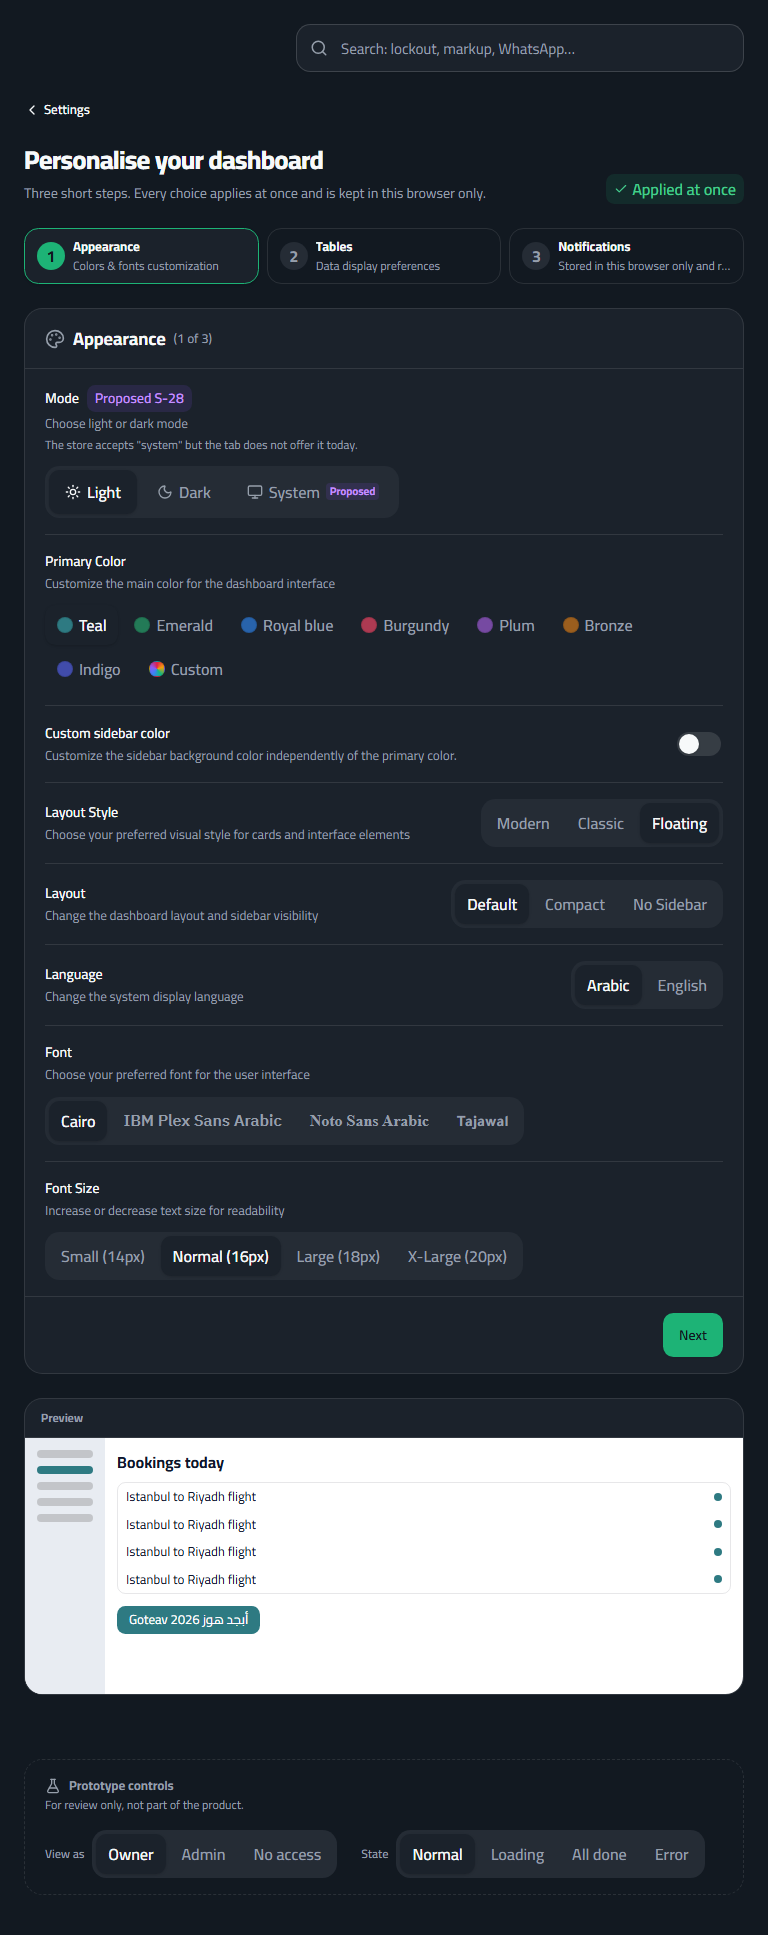 Search: lockout, markup, WhatsApp...
Settings
Personalise your dashboard
Three short steps. Every choice applies at once and is kept in this browser only.
Applied at once
1
Appearance
Colors & fonts customization
2
Tables
Data display preferences
3
Notifications
Stored in this browser only and r...
Appearance (1 of 3)
Mode Proposed S-28
Choose light or dark mode
The store accepts "system" but the tab does not offer it today.
Light Dark System Proposed
Primary Color
Customize the main color for the dashboard interface
Teal Emerald Royal blue Burgundy Plum Bronze
Indigo Custom
Custom sidebar color
Customize the sidebar background color independently of the primary color.
Layout Style
Choose your preferred visual style for cards and interface elements
Modern Classic Floating
Layout
Change the dashboard layout and sidebar visibility
Default Compact No Sidebar
Language
Change the system display language
Arabic English
Font
Choose your preferred font for the user interface
Cairo IBM Plex Sans Arabic Noto Sans Arabic Tajawal
Font Size
Increase or decrease text size for readability
Small (14px) Normal (16px) Large (18px) X-Large (20px)
Next
Preview
Bookings today
Istanbul to Riyadh flight
Istanbul to Riyadh flight
Istanbul to Riyadh flight
Istanbul to Riyadh flight
Goteav 2026 أبجد هوز
Prototype controls
For review only, not part of the product.
View as Owner Admin No access State Normal Loading All done Error